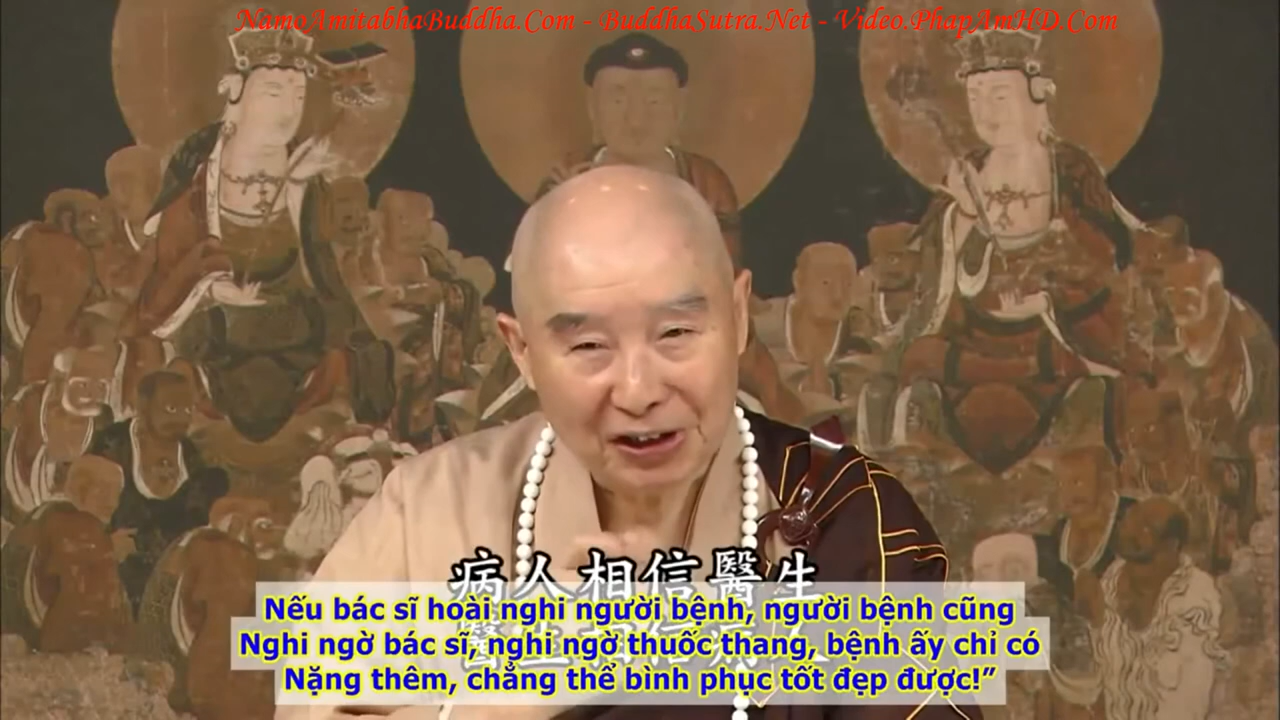 NamoAmitabhaBuddha.Com - BuddhaSutra.Net - Video.PhapAmHD.Com
病人相信醫生
Nếu bác sĩ hoài nghi người bệnh, người bệnh cũng
Nghi ngờ bác sĩ, nghi ngờ thuốc thang, bệnh ấy chỉ có
Nặng thêm, chẳng thể bình phục tốt đẹp được!”